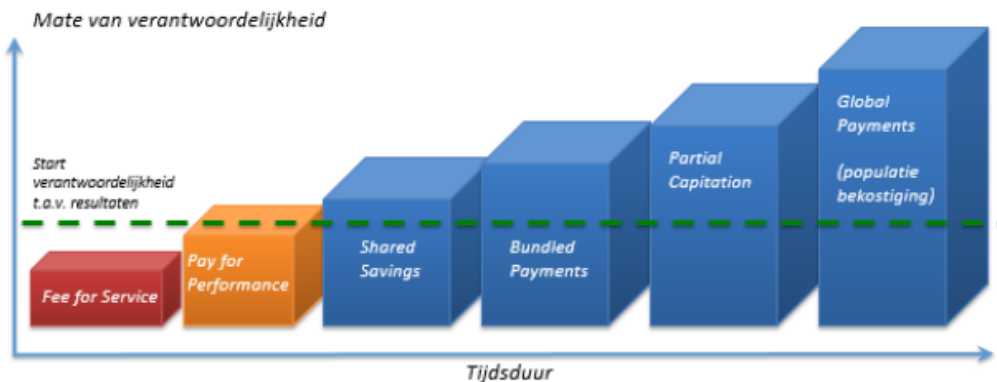 Mate van verantwoordelijkheid
Start
verantwoordelijkheid
t.a.v. resultaten
Fee for Service
Pay for
Performance
Shared
Savings
Bundled
Payments
Partial
Capitation
Global
Payments
(populatie
bekostiging)
Tijdsduur